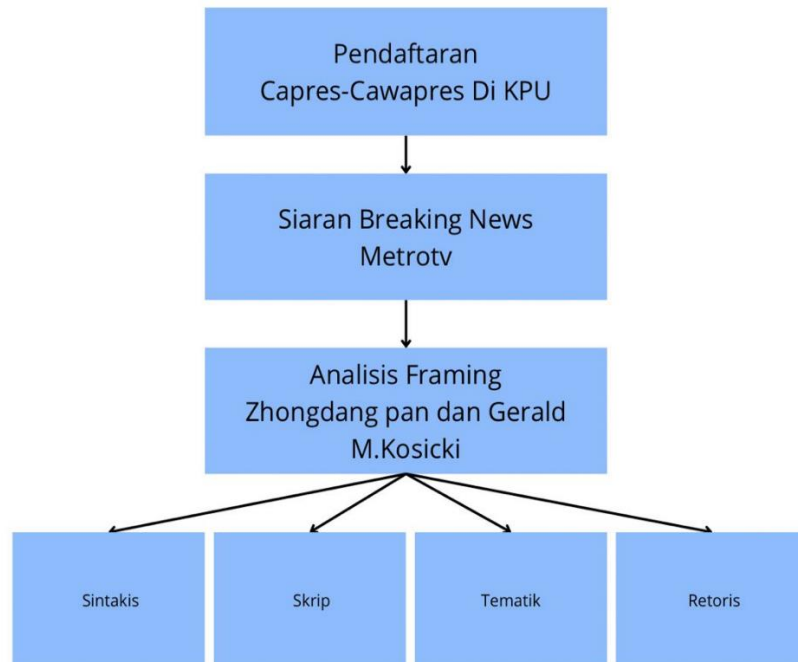 Pendaftaran
Capres-Cawapres Di KPU
Siaran Breaking News
Metrotv
Analisis Framing
Zhongdang pan dan Gerald
M.Kosicki
Sintakis
Skrip
Tematik
Retoris